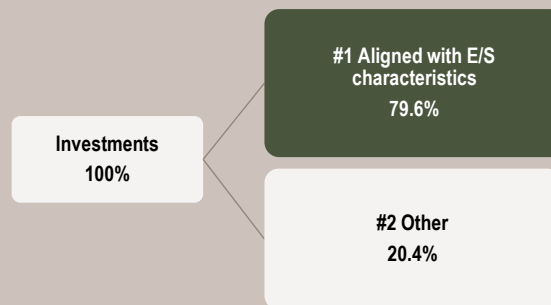 Investments
100%
#1 Aligned with E/S
characteristics
79.6%
#2 Other
20.4%